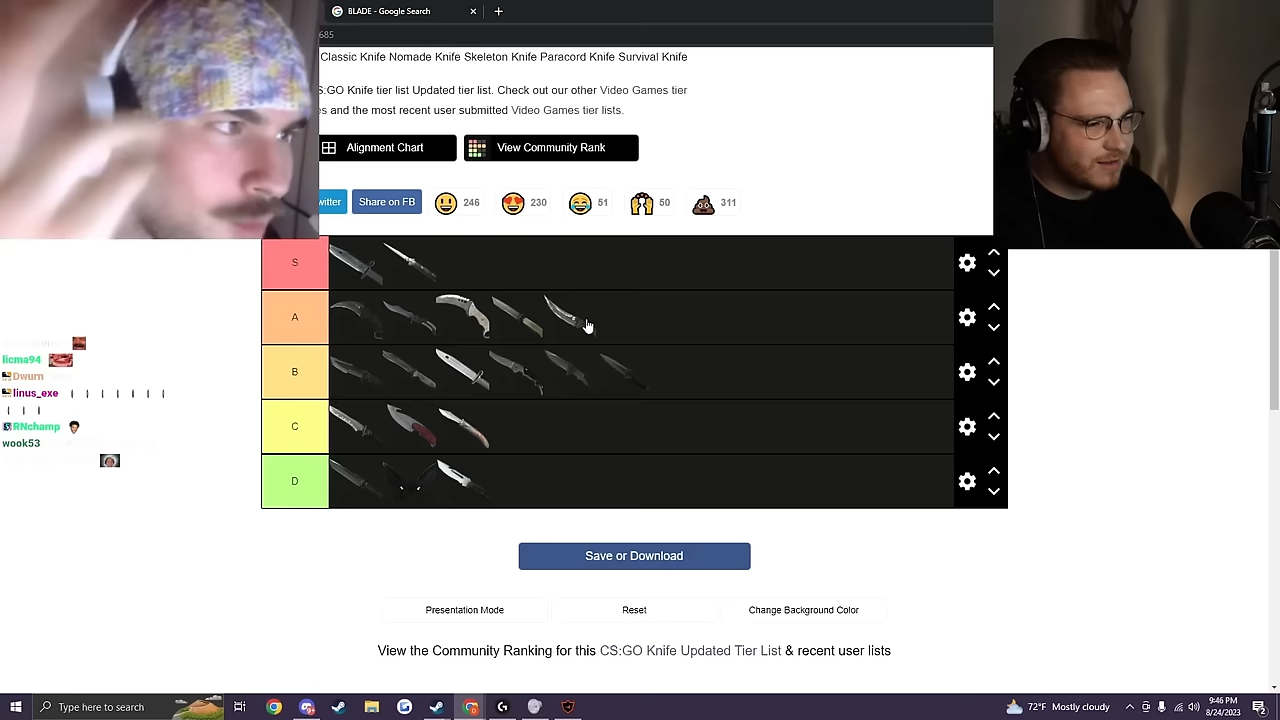 BLADE - Google Search
685
Classic Knife Nomade Knife Skeleton Knife Paracord Knife Survival Knife
S:GO Knife tier list Updated tier list. Check out our other Video Games tier
es and the most recent user submitted Video Games tier lists.
Alignment Chart
View Community Rank
witter
Share on FB
246
230
51
50
311
S
A
B
C
D
licma94
Dwurn
linus_exe
RNchamp
wook53
Save or Download
Presentation Mode
Reset
Change Background Color
View the Community Ranking for this CS:GO Knife Updated Tier List & recent user lists
Type here to search
72°F Mostly cloudy
9:46 PM
8/24/2023
2